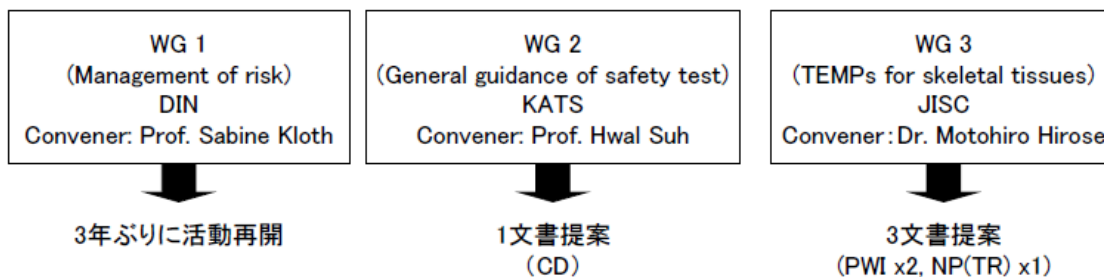 WG 1
(Management of risk)
DIN
Convener: Prof. Sabine Kloth
3年ぶりに活動再開
WG 2
(General guidance of safety test)
KATS
Convener: Prof. Hwal Suh
1文書提案
(CD)
WG 3
(TEMPs for skeletal tissues)
JISC
Convener:Dr. Motohiro Hirose
3文書提案
(PWI x2, NP(TR) x1)